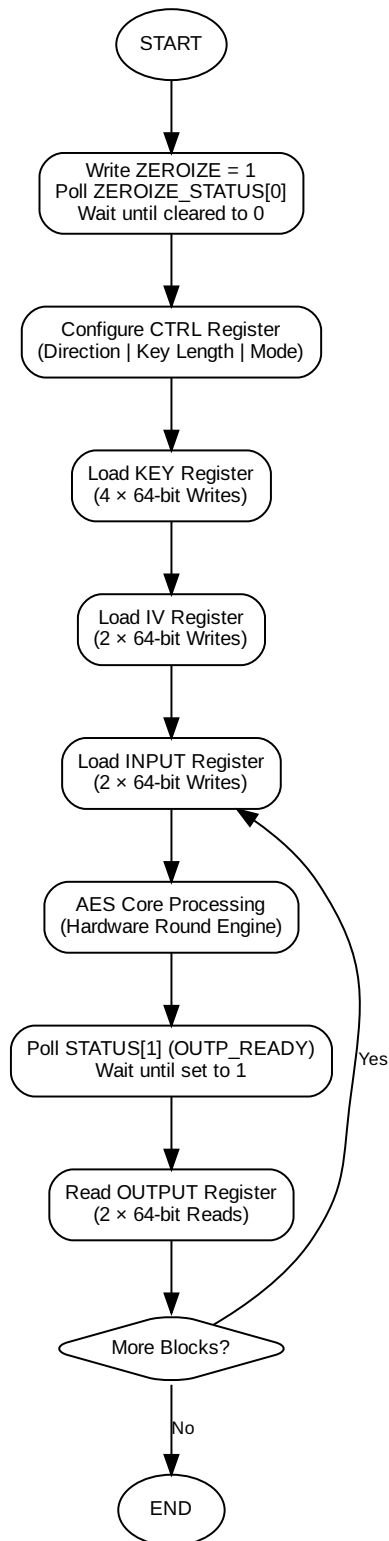 START
Write ZEROIZE = 1
Poll ZEROIZE_STATUS[0]
Wait until cleared to 0
Configure CTRL Register
(Direction | Key Length | Mode)
Load KEY Register
(4 × 64-bit Writes)
Load IV Register
(2 × 64-bit Writes)
Load INPUT Register
(2 × 64-bit Writes)
AES Core Processing
(Hardware Round Engine)
Poll STATUS[1] (OUTP_READY)
Wait until set to 1
Yes
Read OUTPUT Register
(2 × 64-bit Reads)
More Blocks?
No
END